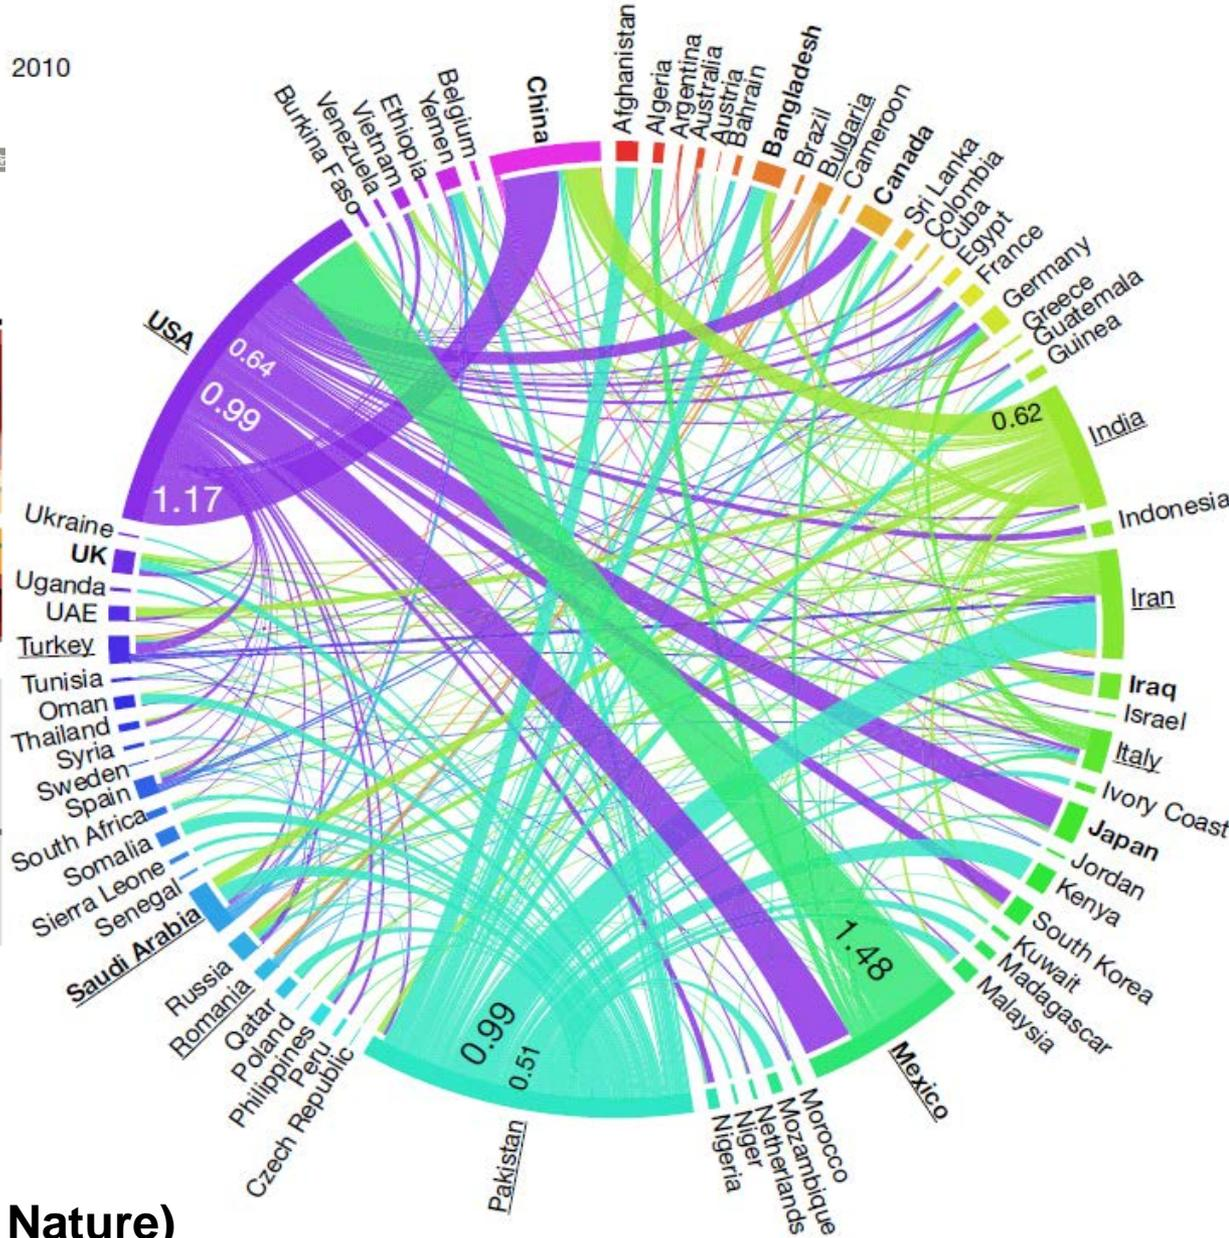 2010
Burkina Faso
Venezuela
Vietnam
Ethiopia
Yemen
Belgium
China
Afghanistan
Algeria
Argentina
Australia
Austria
Bahrain
Bangladesh
Brazil
Bulgaria
Cameroon
Canada
Sri Lanka
Colombia
Cuba
Egypt
France
Germany
Greece
Guatemala
Guinea
India
Indonesia
Iran
Iraq
Israel
Italy
Ivory Coast
Japan
Jordan
Kenya
South Korea
Kuwait
Madagascar
Malaysia
Mexico
Morocco
Mozambique
Netherlands
Niger
Nigeria
Pakistan
Czech Republic
Peru
Philippines
Poland
Qatar
Romania
Russia
Saudi Arabia
Senegal
Sierra Leone
Somalia
South Africa
Spain
Sweden
Syria
Thailand
Oman
Tunisia
Turkey
UAE
Uganda
UK
Ukraine
USA
0.64
0.99
1.17
0.62
1.48
0.99
0.51
Nature)